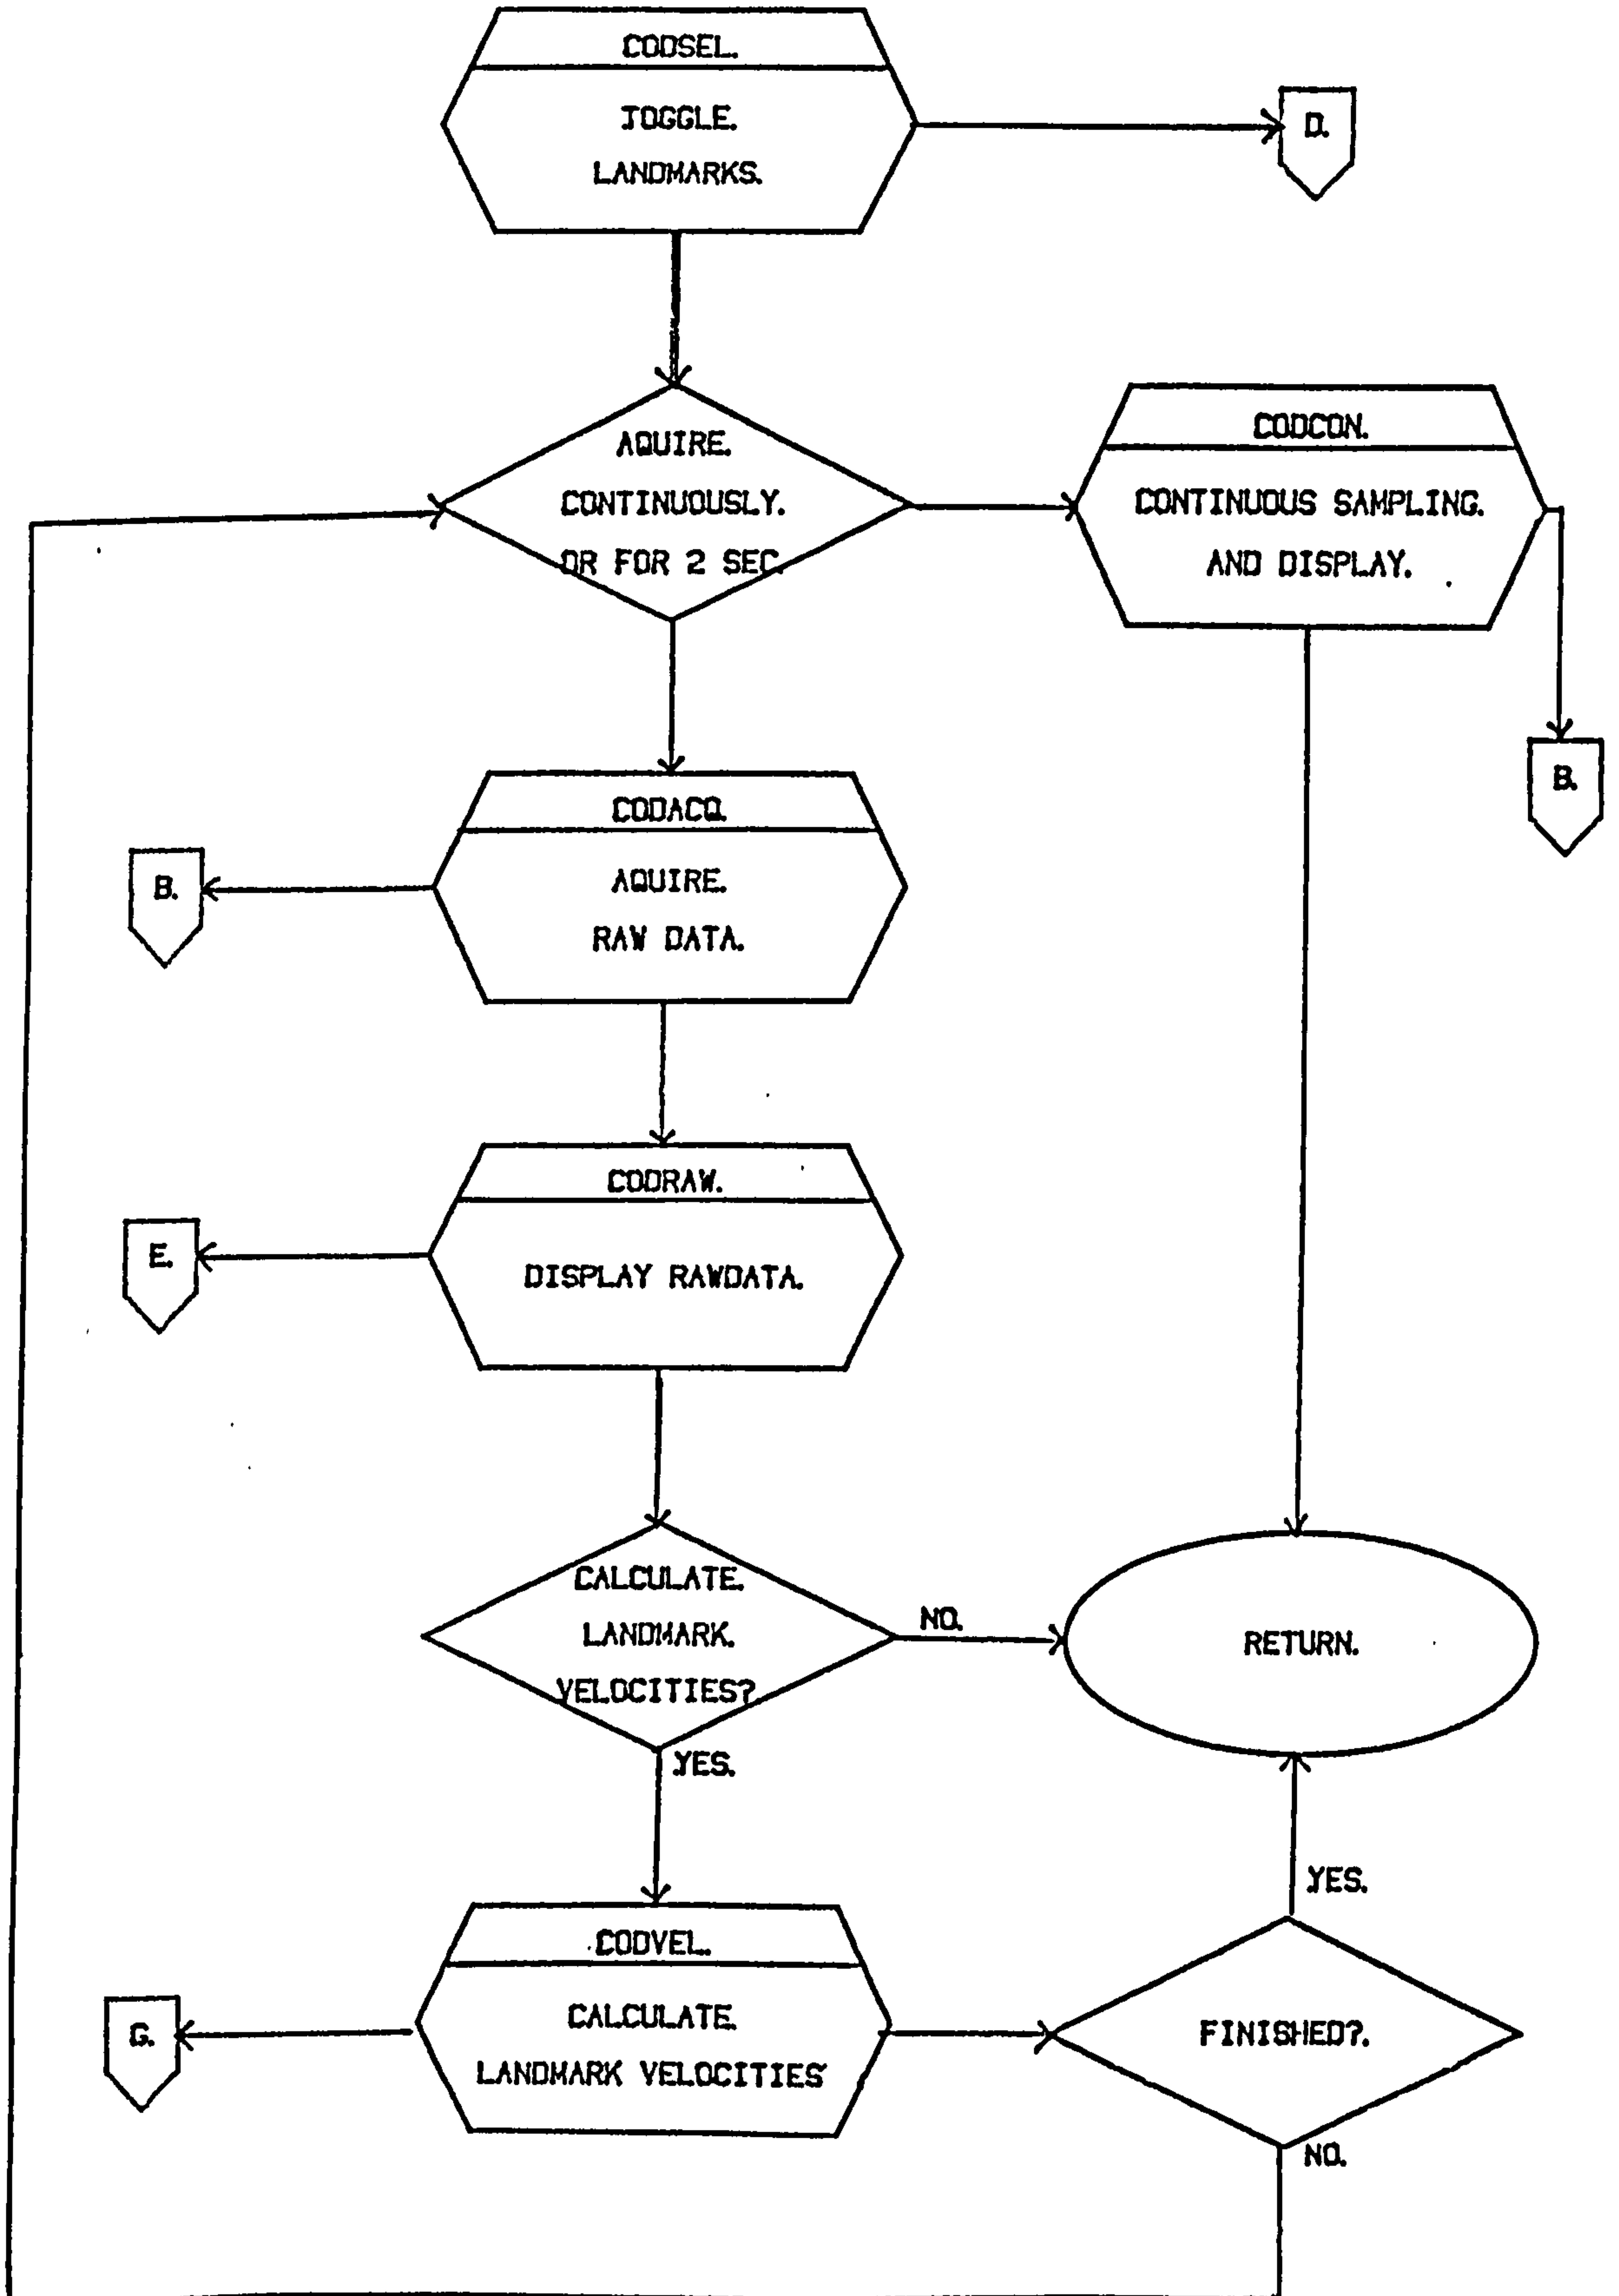 CODSEL.
TOGGLE.
LANDMARKS.
D.
AQUIRE.
CONTINUOUSLY.
OR FOR 2 SEC.
CODCON.
CONTINUOUS SAMPLING.
AND DISPLAY.
B.
CODACQ.
AQUIRE.
RAW DATA.
B.
CODRAW.
DISPLAY RAWDATA.
E.
CALCULATE.
LANDMARK.
VELOCITIES?
NO.
RETURN.
YES.
YES.
CODVEL.
CALCULATE.
LANDMARK VELOCITIES
G.
FINISHED?.
NO.